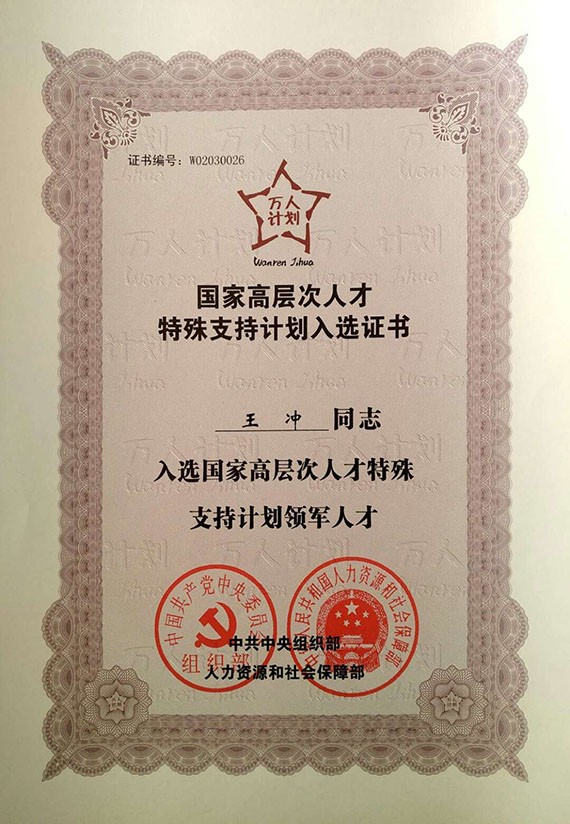 证书编号：W02030026
万人
计划
Wanren Jihua
国家高层次人才
特殊支持计划入选证书
王 冲 同志
入选国家高层次人才特殊
支持计划领军人才
中国共产党中央委员会
组织部
中华人民共和国人力资源和社会保障部
中共中央组织部
人力资源和社会保障部